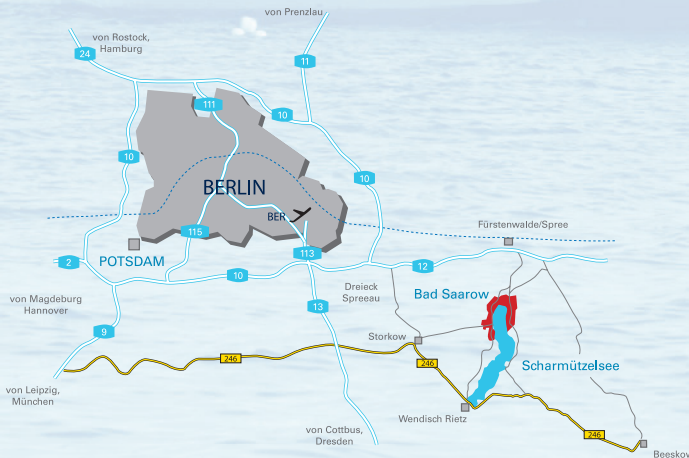 von Prenzlau
von Rostock,
Hamburg
24
11
111
10
10
BERLIN
10
BER
Fürstenwalde/Spree
115
113
POTSDAM
2
12
10
Dreieck
Spreeau
Bad Saarow
von Magdeburg
Hannover
13
9
Storkow
246
246
Scharmützelsee
von Leipzig,
München
Wendisch Rietz
von Cottbus,
Dresden
246
Beeskow